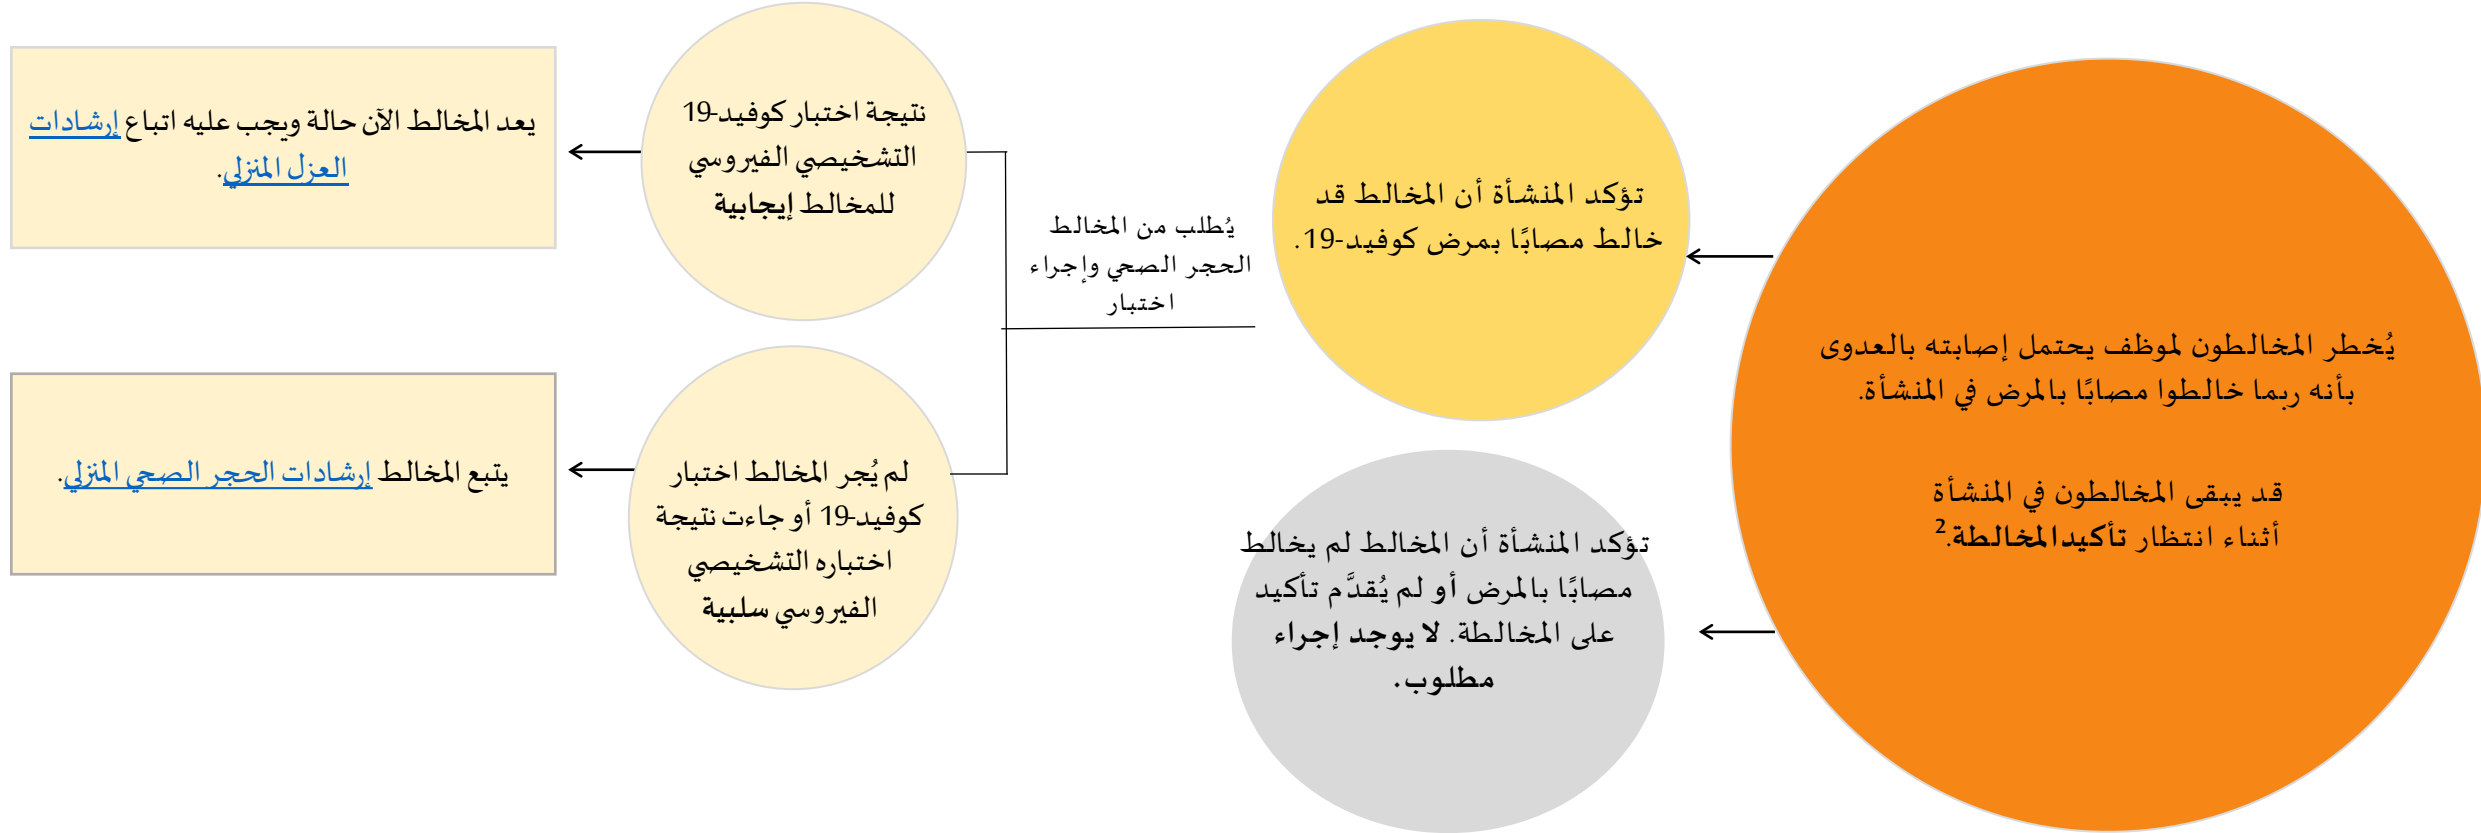 يُخطر المخالطون لموظف يحتمل إصابته بالعدوى
بأنه ربما خالطوا مصابًا بالمرض في المنشأة.
قد يبقى المخالطون في المنشأة
أثناء انتظار تأكيد المخالطة.2
تؤكد المنشأة أن المخالط قد
خالط مصابًا بمرض كوفيد-19.
تؤكد المنشأة أن المخالط لم يخالط
مصابًا بالمرض أو لم يُقدَّم تأكيد
على المخالطة. لا يوجد إجراء
مطلوب.
يُطلب من المخالط
الحجر الصحي وإجراء
اختبار
نتيجة اختبار كوفيد-19
التشخيصي الفيروسي
للمخالط إيجابية
يعد المخالط الآن حالة ويجب عليه اتباع إرشادات
العزل المنزلي.
لم يُجر المخالط اختبار
كوفيد-19 أو جاءت نتيجة
اختباره التشخيصي
الفيروسي سلبية
يتبع المخالط إرشادات الحجر الصحي المنزلي.